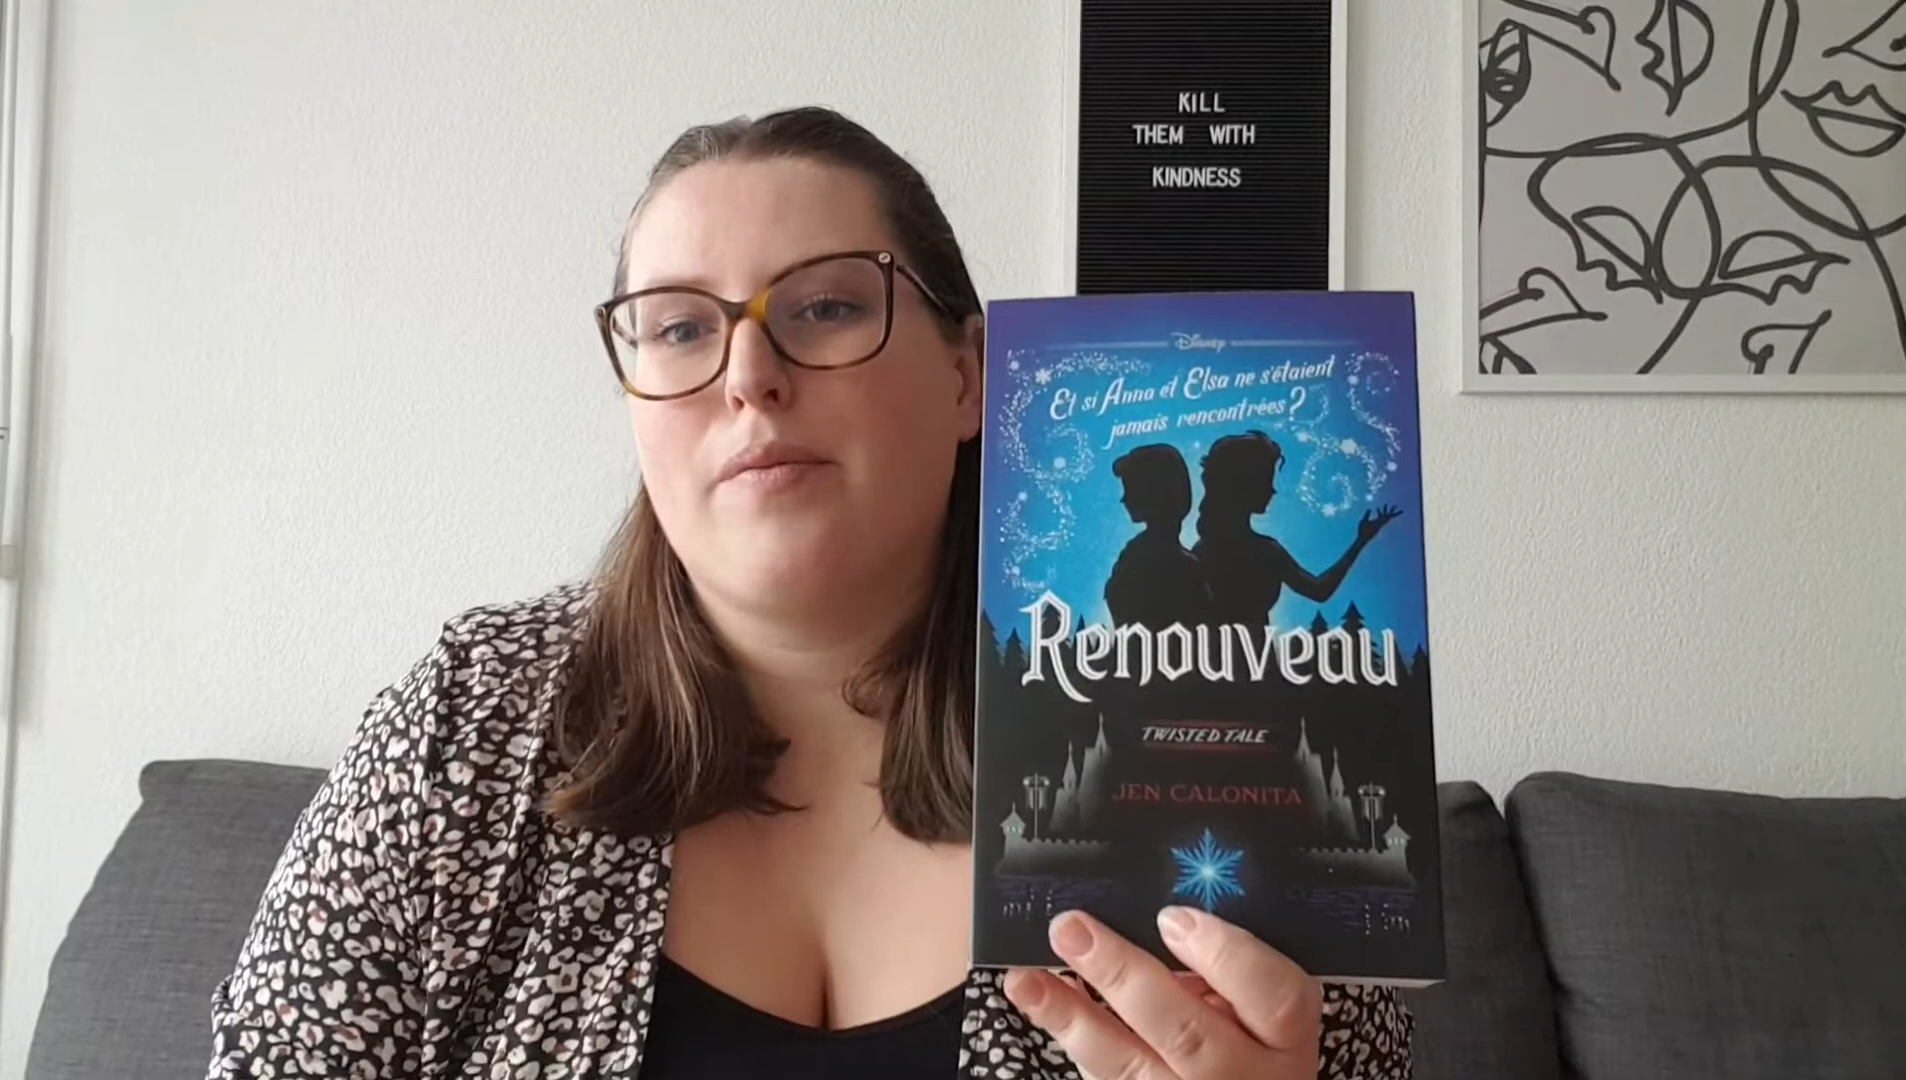 KILL
THEM WITH
KINDNESS
Disney
Et si Anna et Elsa ne s'étaient
jamais rencontrées?
Renouveau
TWISTED TALE
JEN CALONITA